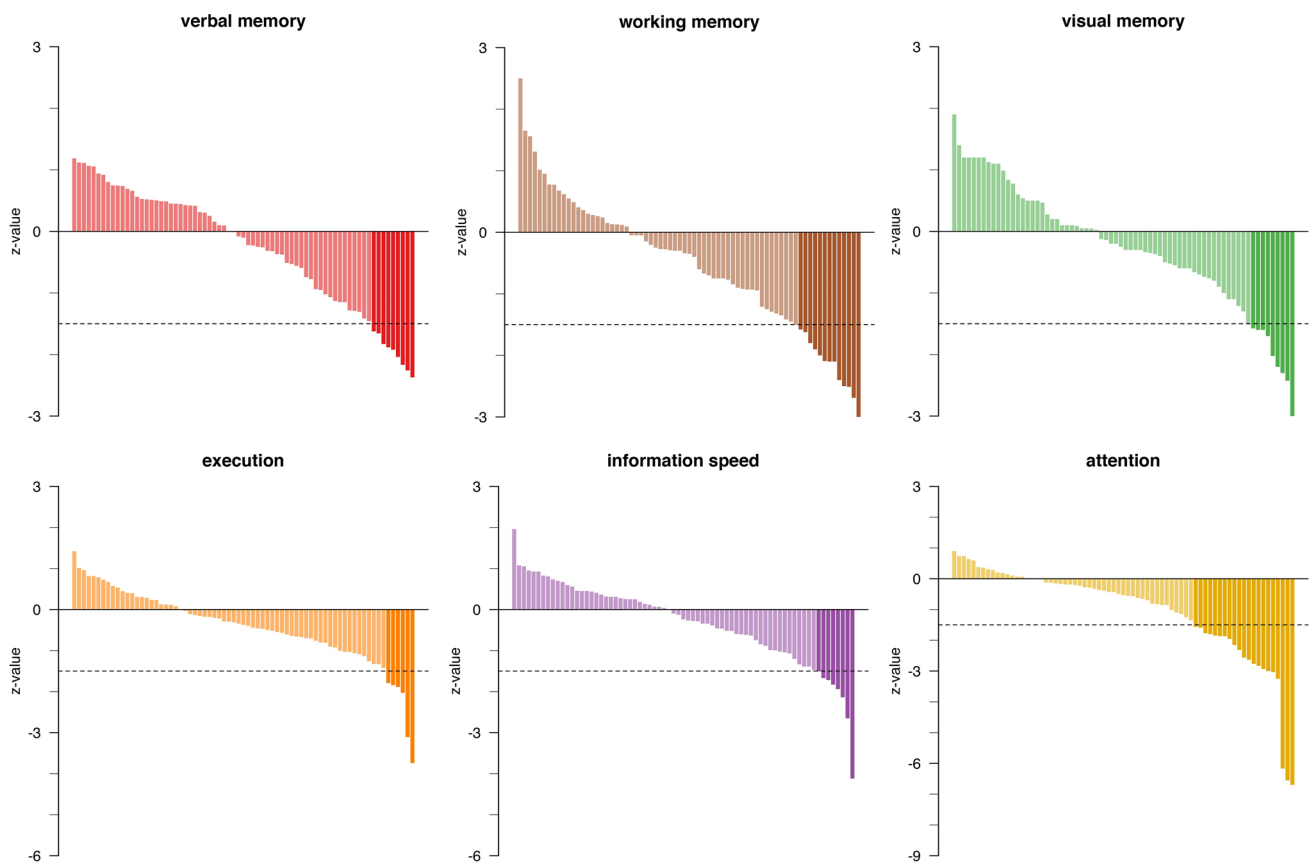 verbal memory
working memory
visual memory
3
0
-3
z-value
3
0
-3
z-value
3
0
-3
z-value
execution
information speed
attention
3
0
-3
-6
z-value
3
0
-3
-6
z-value
3
0
-3
-6
-9
z-value